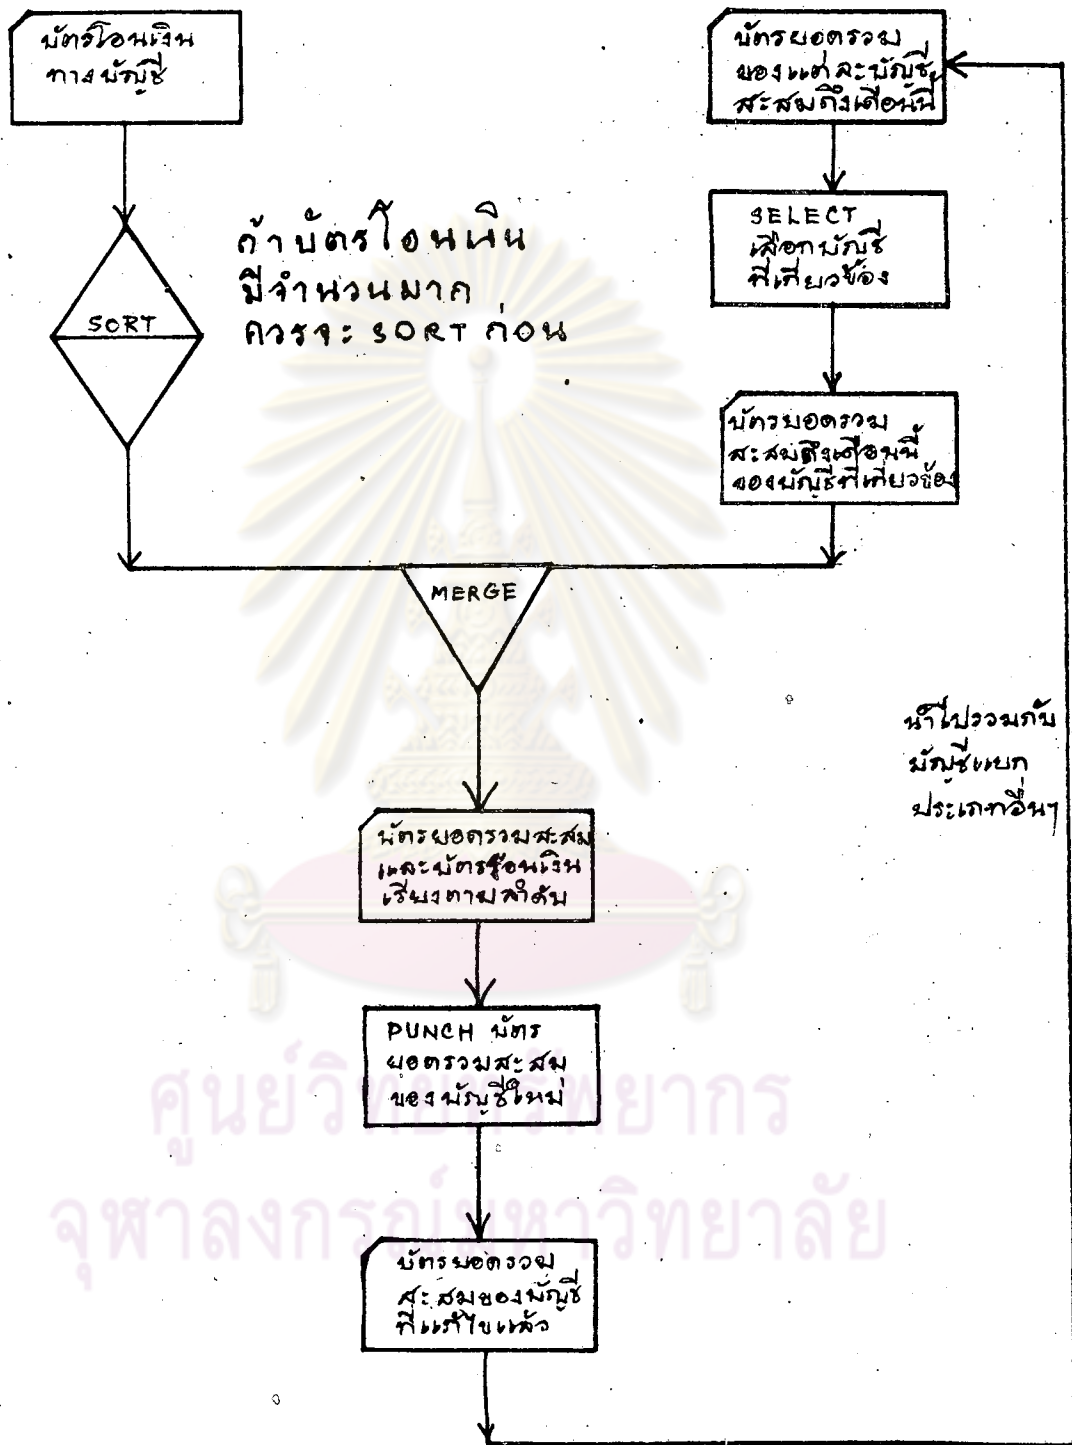 บัตรโอนเงิน
ทางบัญชี
บัตรยอดรวม
ของแต่ละบัญชี
สะสมถึงเดือนนี้
SORT
ถ้าบัตรโอนเงิน
มีจำนวนมาก
ควรจะ SORT ก่อน
SELECT
เลือกบัญชี
ที่เกี่ยวข้อง
บัตรยอดรวม
สะสมถึงเดือนนี้
ของบัญชีที่เกี่ยวข้อง
MERGE
นำไปรวมกับ
บัญชีแยก
ประเภทอื่นๆ
บัตรยอดรวมสะสม
และบัตรโอนเงิน
เรียงตามลำดับ
PUNCH บัตร
ยอดรวมสะสม
ของบัญชีใหม่
บัตรยอดรวม
สะสมของบัญชี
ที่แก้ไขแล้ว
ศูนย์วิทยทรัพยากร
จุฬาลงกรณ์มหาวิทยาลัย